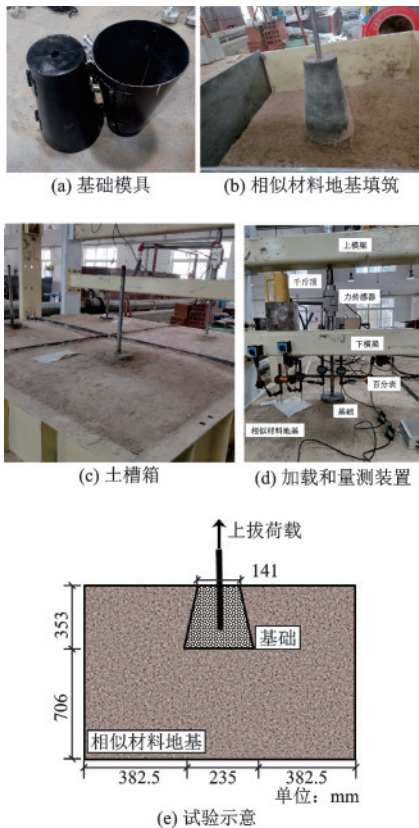 (a) 基础模具
(b) 相似材料地基填筑
上横梁
千斤顶
力传感器
下横梁
百分表
基础
相似材料地基
(c) 土槽箱
(d) 加载和量测装置
上拔荷载
141
353
基础
706
相似材料地基
382.5
235
382.5
单位：mm
(e) 试验示意